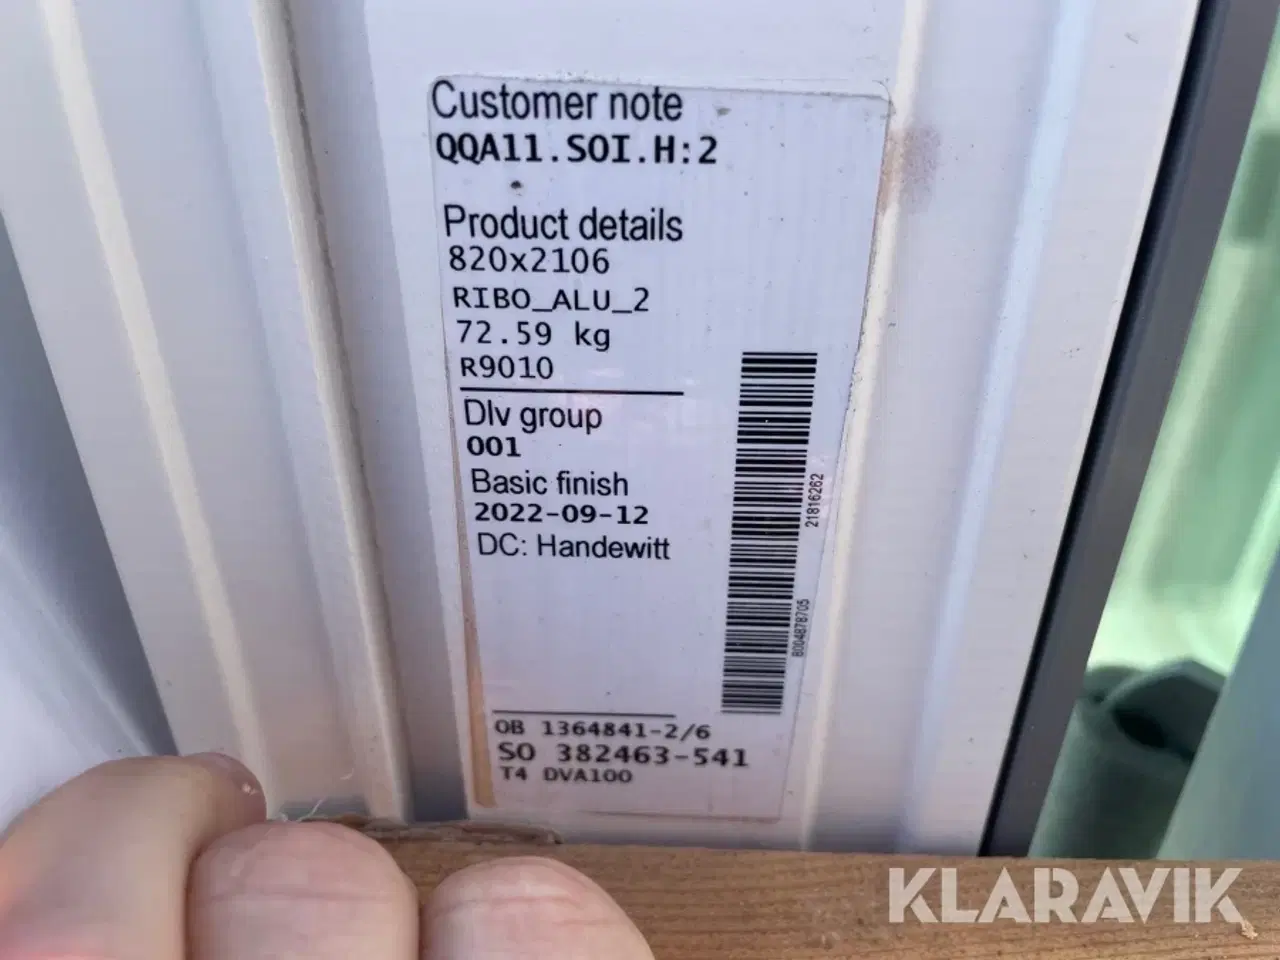 Customer note
QQA11.SOI.H:2
Product details
820x2106
RIBO_ALU_2
72.59 kg
R9010
Dlv group
001
Basic finish
2022-09-12
DC: Handewitt
21816262
8004878705
OB 1364841-2/6
SO 382463-541
T4 DVA100
KLARAVIK